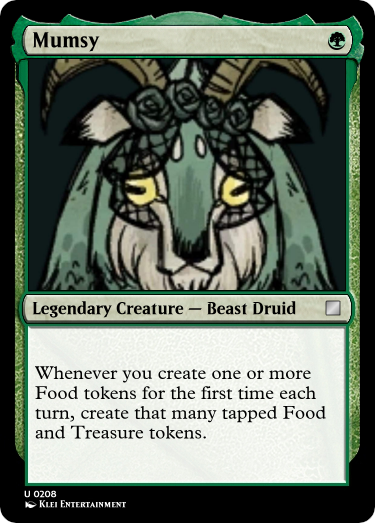 Mumsy
Legendary Creature — Beast Druid
Whenever you create one or more
Food tokens for the first time each
turn, create that many tapped Food
and Treasure tokens.
U 0208
Klei Entertainment